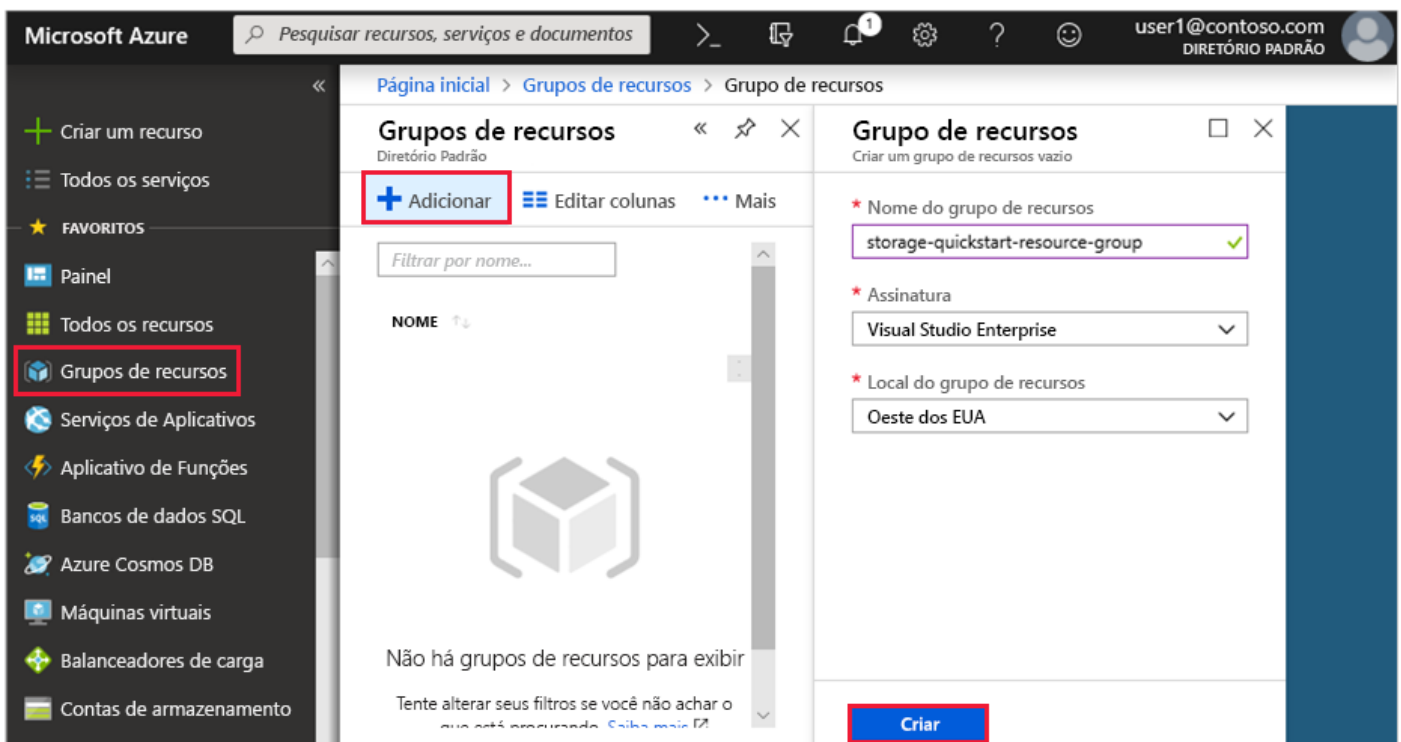 Microsoft Azure
Pesquisar recursos, serviços e documentos
>_
1
?
user1@contoso.com
DIRETÓRIO PADRÃO
«
Criar um recurso
Todos os serviços
FAVORITOS
Painel
Todos os recursos
Grupos de recursos
Serviços de Aplicativos
Aplicativo de Funções
SQL
Bancos de dados SQL
Azure Cosmos DB
Máquinas virtuais
Balanceadores de carga
Contas de armazenamento
Página inicial > Grupos de recursos > Grupo de recursos
Grupos de recursos
«
Diretório Padrão
Adicionar
Editar colunas
Mais
Filtrar por nome...
NOME
Não há grupos de recursos para exibir
Tente alterar seus filtros se você não achar o
que está procurando. Saiba mais
Grupo de recursos
Criar um grupo de recursos vazio
* Nome do grupo de recursos
storage-quickstart-resource-group
* Assinatura
Visual Studio Enterprise
* Local do grupo de recursos
Oeste dos EUA
Criar